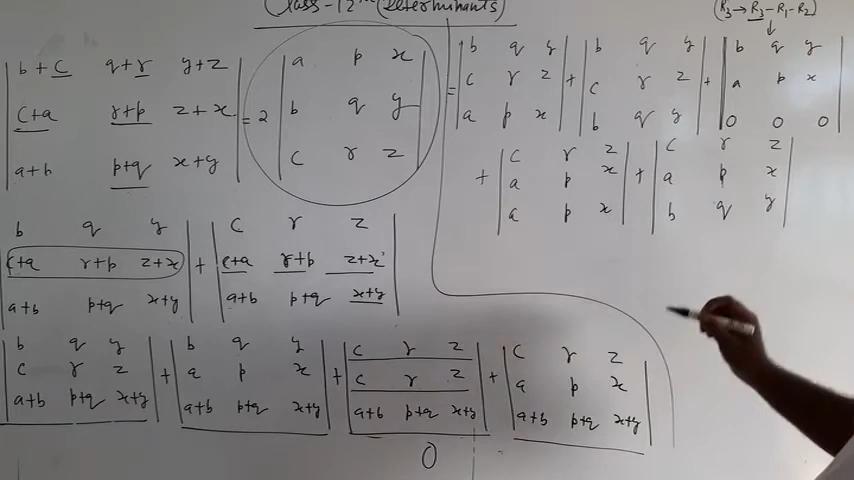 Class-12th (Determinants)
(R3→R3-R1-R2)
b+c q+r y+z
c+a r+p z+x
a+b p+q x+y
= 2
a p x
b q y
c r z
=
b q y
c r z
a p x
+
b q y
c r z
b q y
+
b q y
a p x
0 0 0
+
c r z
a p x
a p x
+
c r z
a p x
b q y
b q y
c+a r+p z+x
a+b p+q x+y
+
c r z
c+a r+p z+x
a+b p+q x+y
b q y
c r z
a+b p+q x+y
+
b q y
a p x
a+b p+q x+y
+
c r z
c r z
a+b p+q x+y
+
c r z
a p x
a+b p+q x+y
0